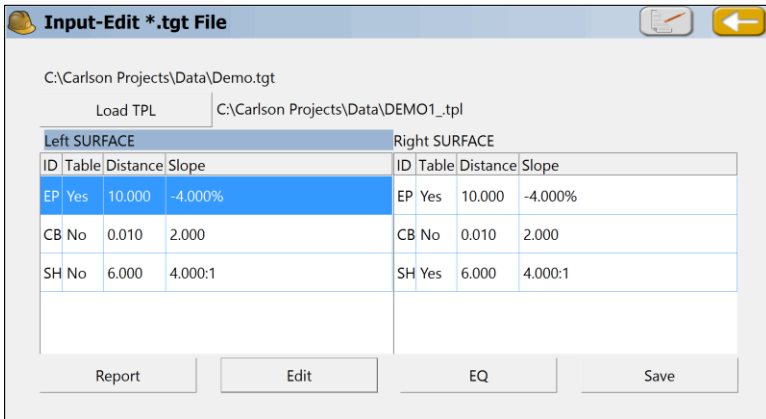 Input-Edit *.tgt File
C:\Carlson Projects\Data\Demo.tgt
Load TPL C:\Carlson Projects\Data\DEMO1_.tpl
Left SURFACE Right SURFACE
ID Table Distance Slope ID Table Distance Slope
EP Yes 10.000 -4.000% EP Yes 10.000 -4.000%
CB No 0.010 2.000 CB No 0.010 2.000
SH No 6.000 4.000:1 SH Yes 6.000 4.000:1
Report Edit EQ Save